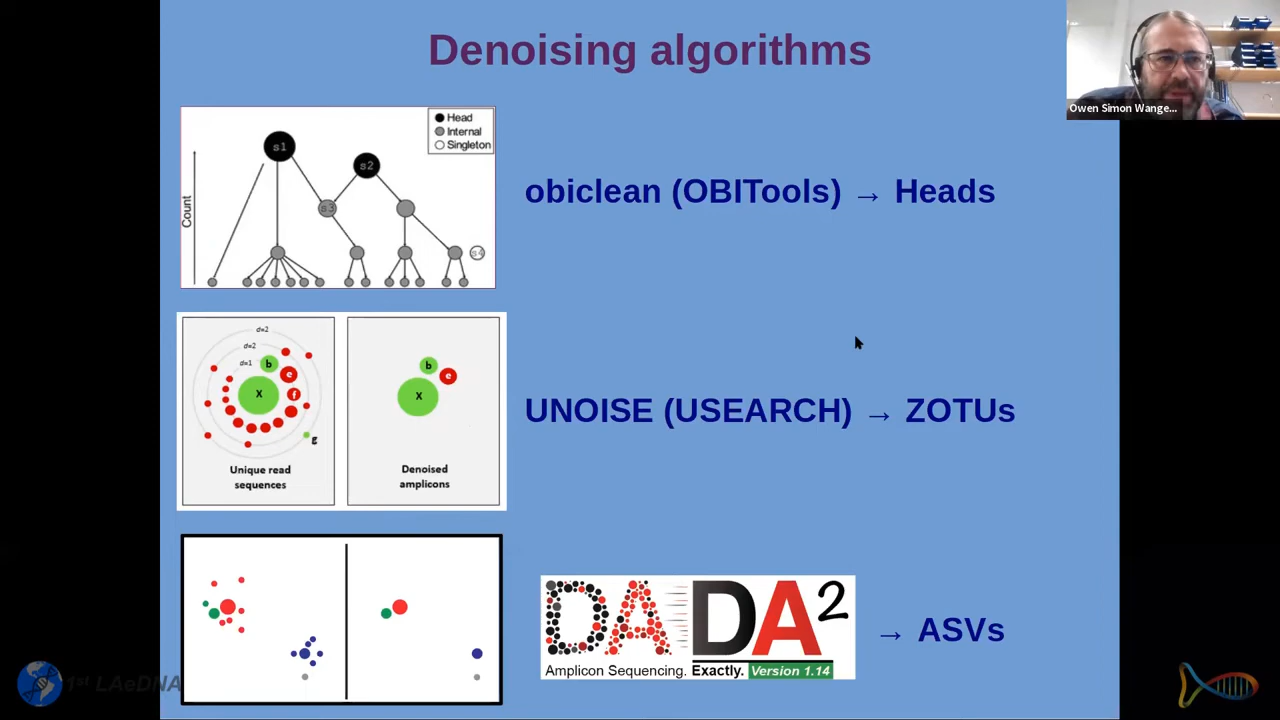 Denoising algorithms
Owen Simon Wange...
Head
Internal
Singleton
Count
s1
s2
s3
s4
obiclean (OBITools) → Heads
d=2
d=2
d=1
b
e
X
f
g
Unique read
sequences
b
e
X
Denoised
amplicons
UNOISE (USEARCH) → ZOTUs
DADA2
Amplicon Sequencing. Exactly. Version 1.14
→ ASVs
1st LAeDNA